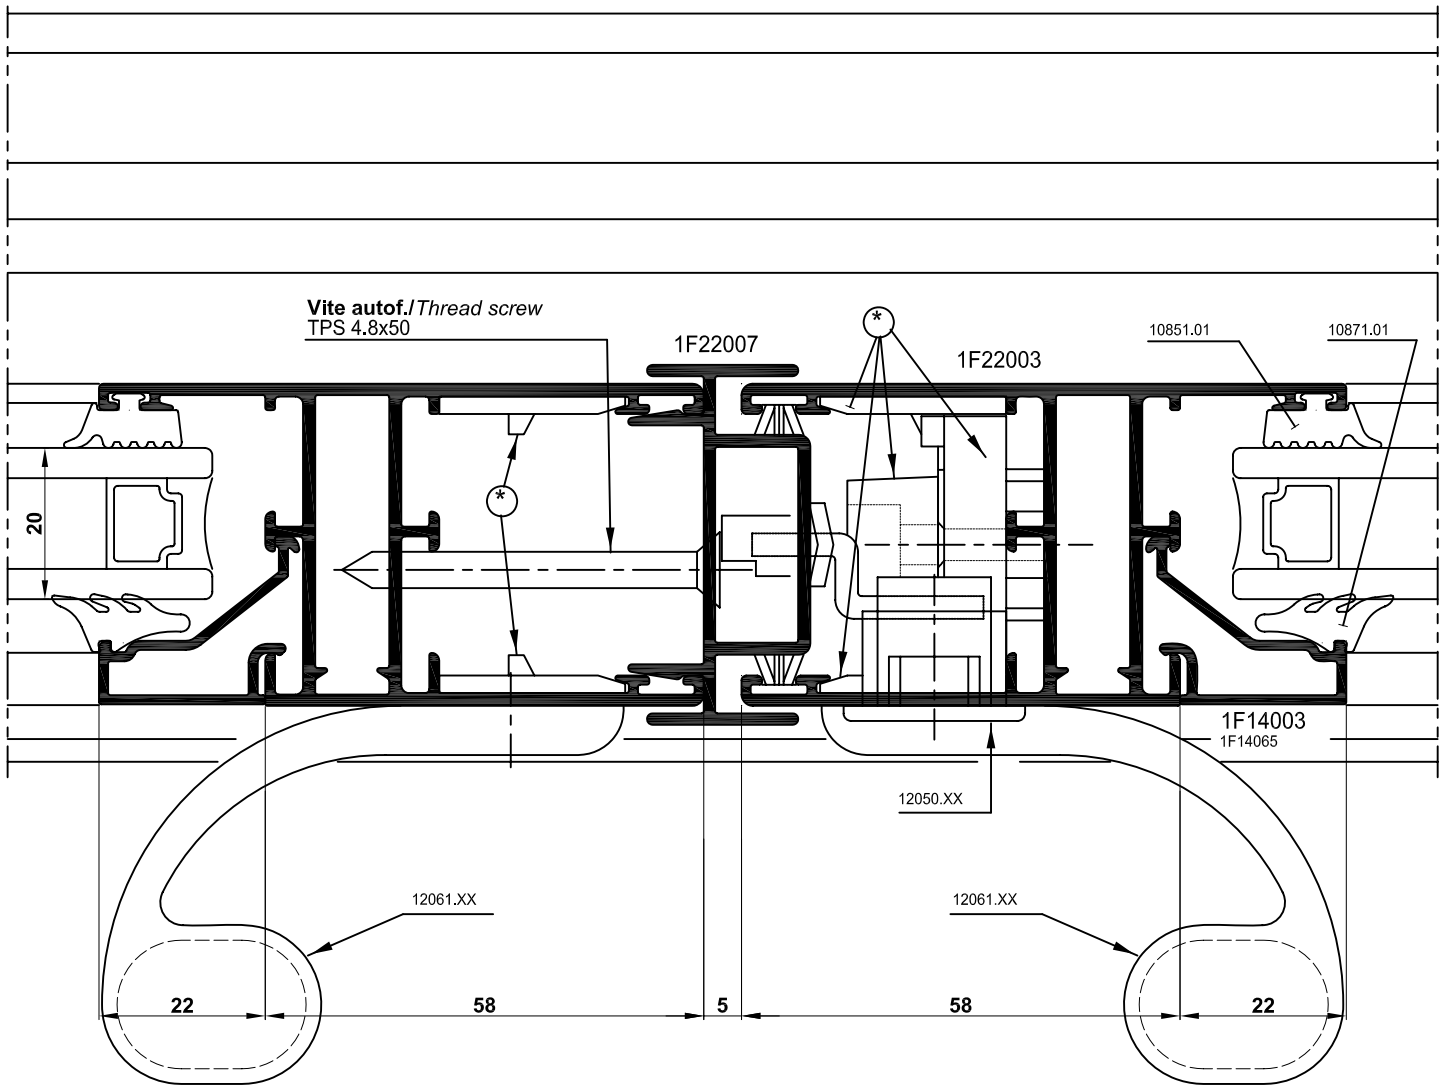 Vite autof./Thread screw
TPS 4.8x50
1F22007
*
1F22003
10851.01
10871.01
20
*
1F14003
1F14065
12050.XX
12061.XX
12061.XX
22
58
5
58
22